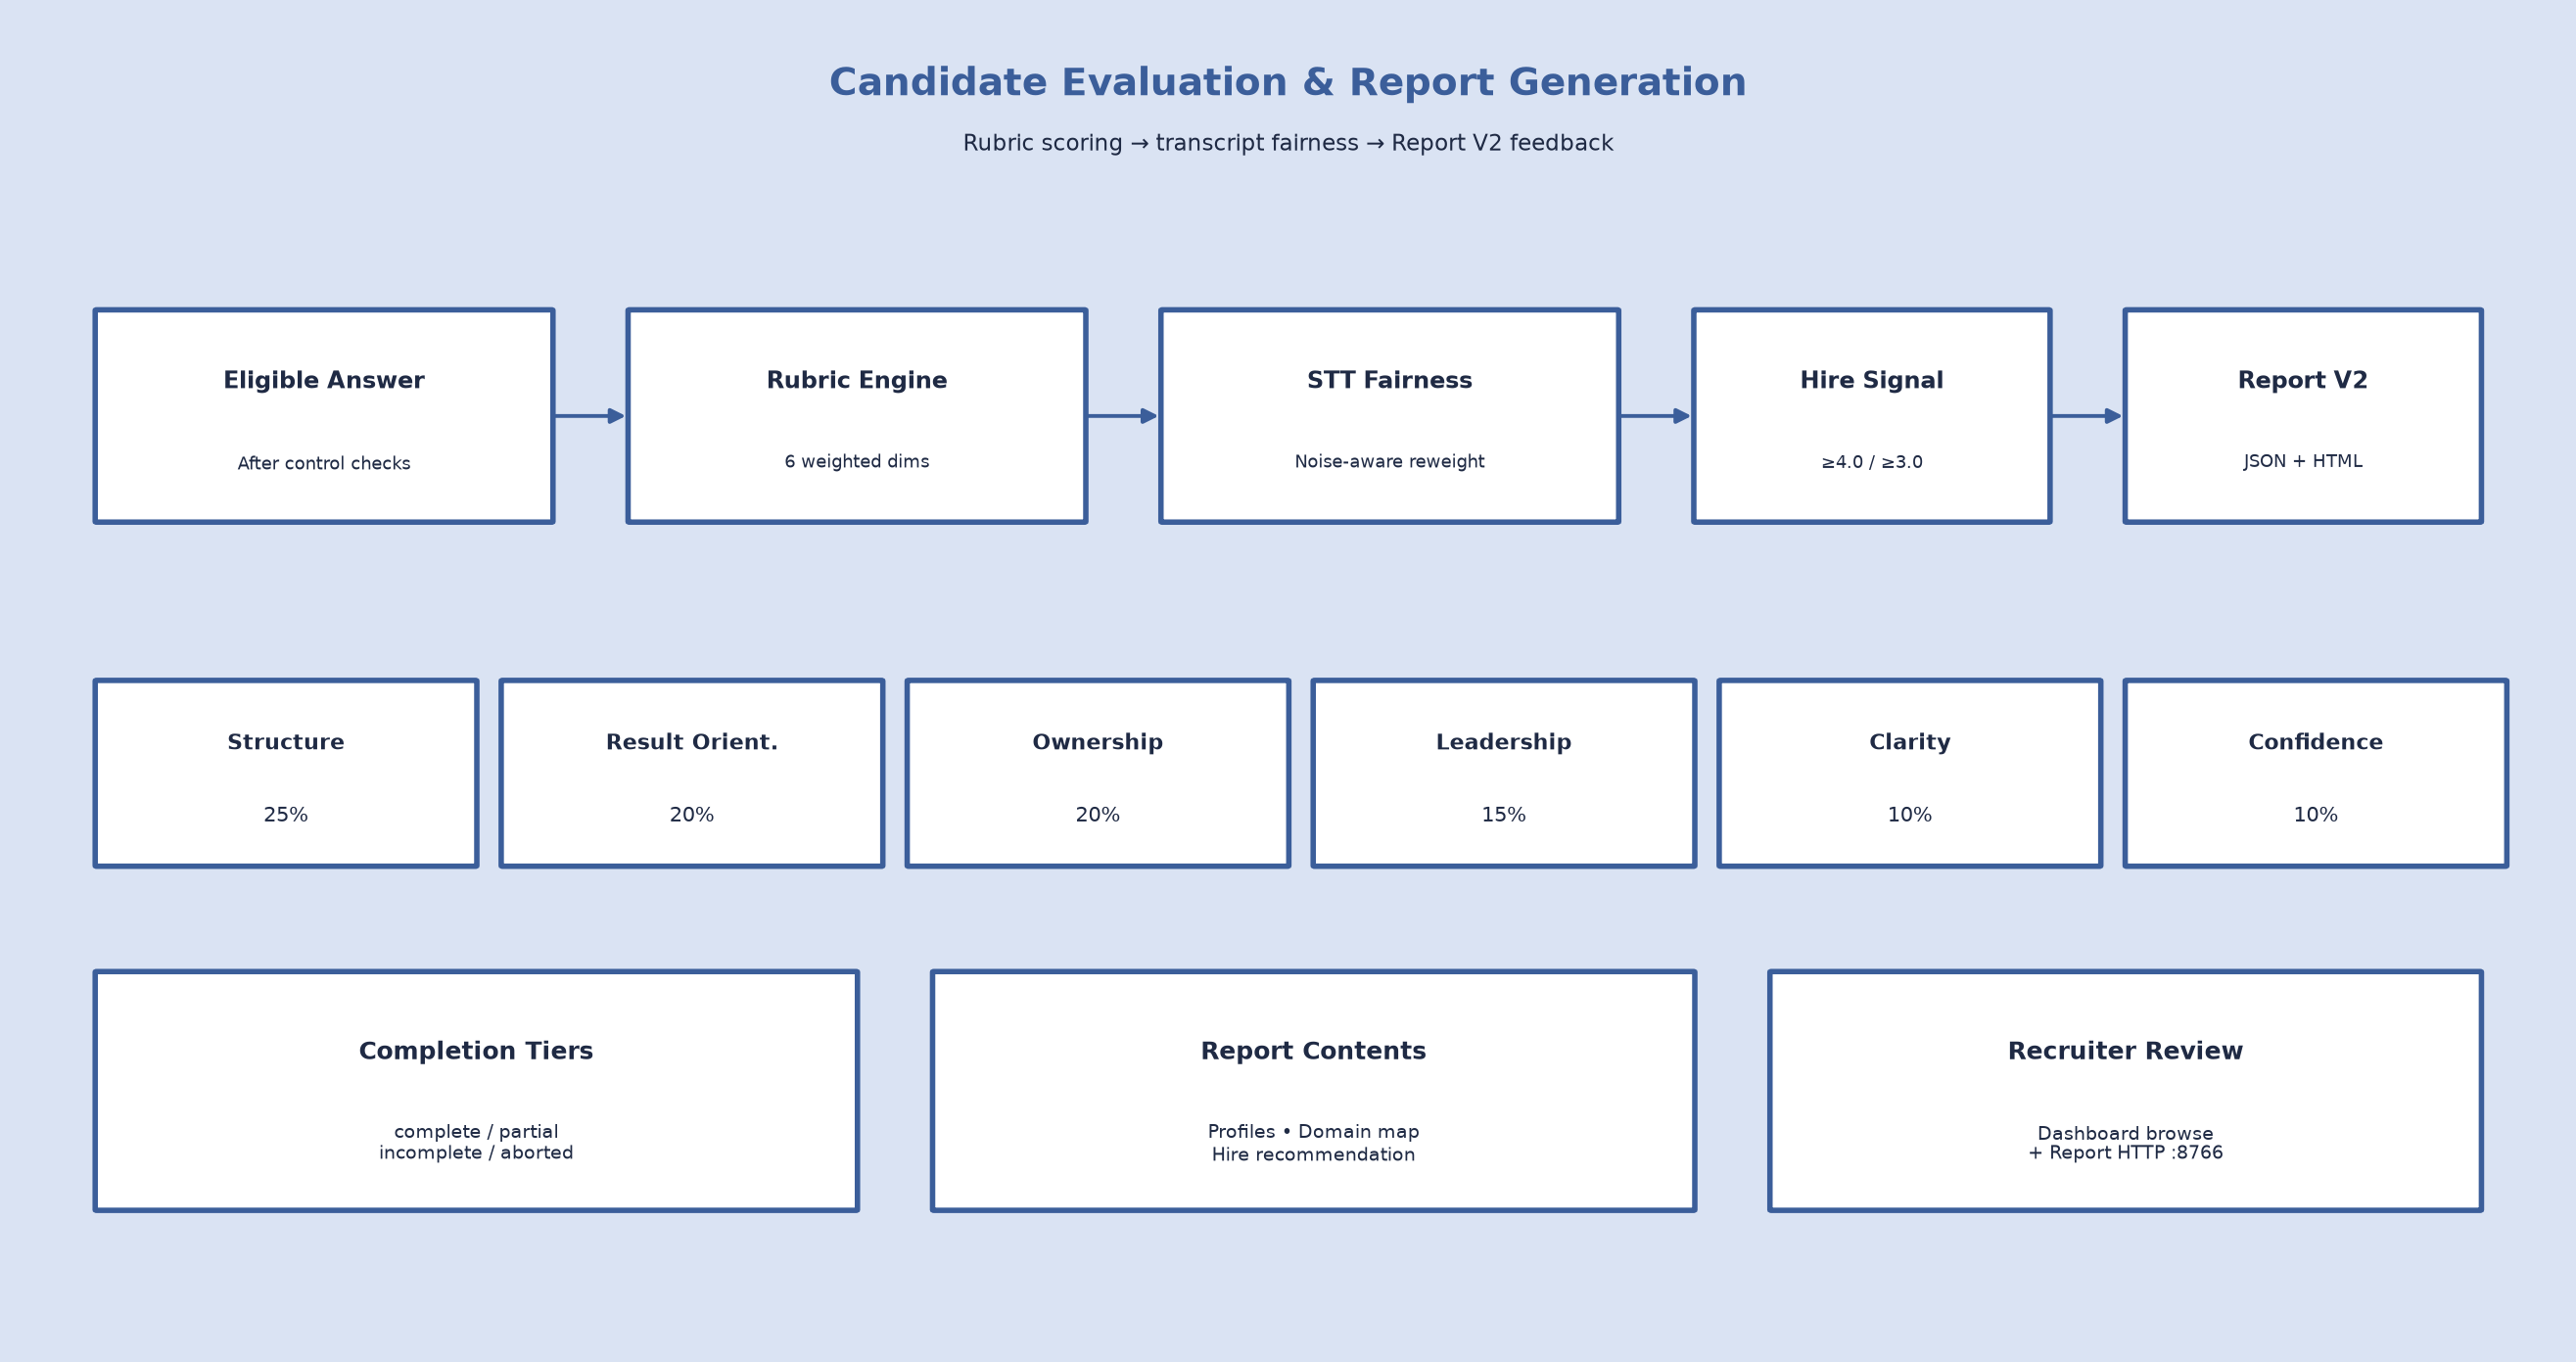 Candidate Evaluation & Report Generation
Rubric scoring → transcript fairness → Report V2 feedback
Eligible Answer
After control checks
Rubric Engine
6 weighted dims
STT Fairness
Noise-aware reweight
Hire Signal
≥4.0 / ≥3.0
Report V2
JSON + HTML
Structure
25%
Result Orient.
20%
Ownership
20%
Leadership
15%
Clarity
10%
Confidence
10%
Completion Tiers
complete / partial
incomplete / aborted
Report Contents
Profiles • Domain map
Hire recommendation
Recruiter Review
Dashboard browse
+ Report HTTP :8766